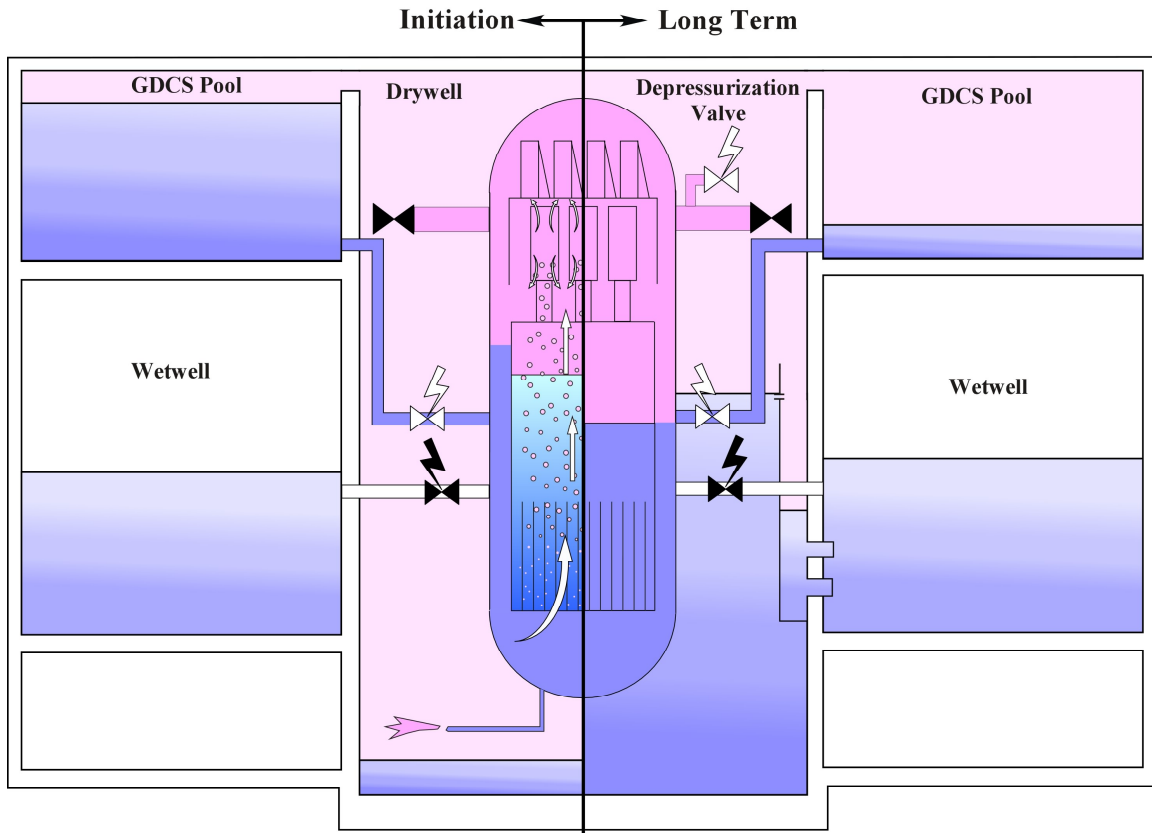 Initiation
Long Term
GDCS Pool
Drywell
Depressurization
Valve
GDCS Pool
Wetwell
Wetwell